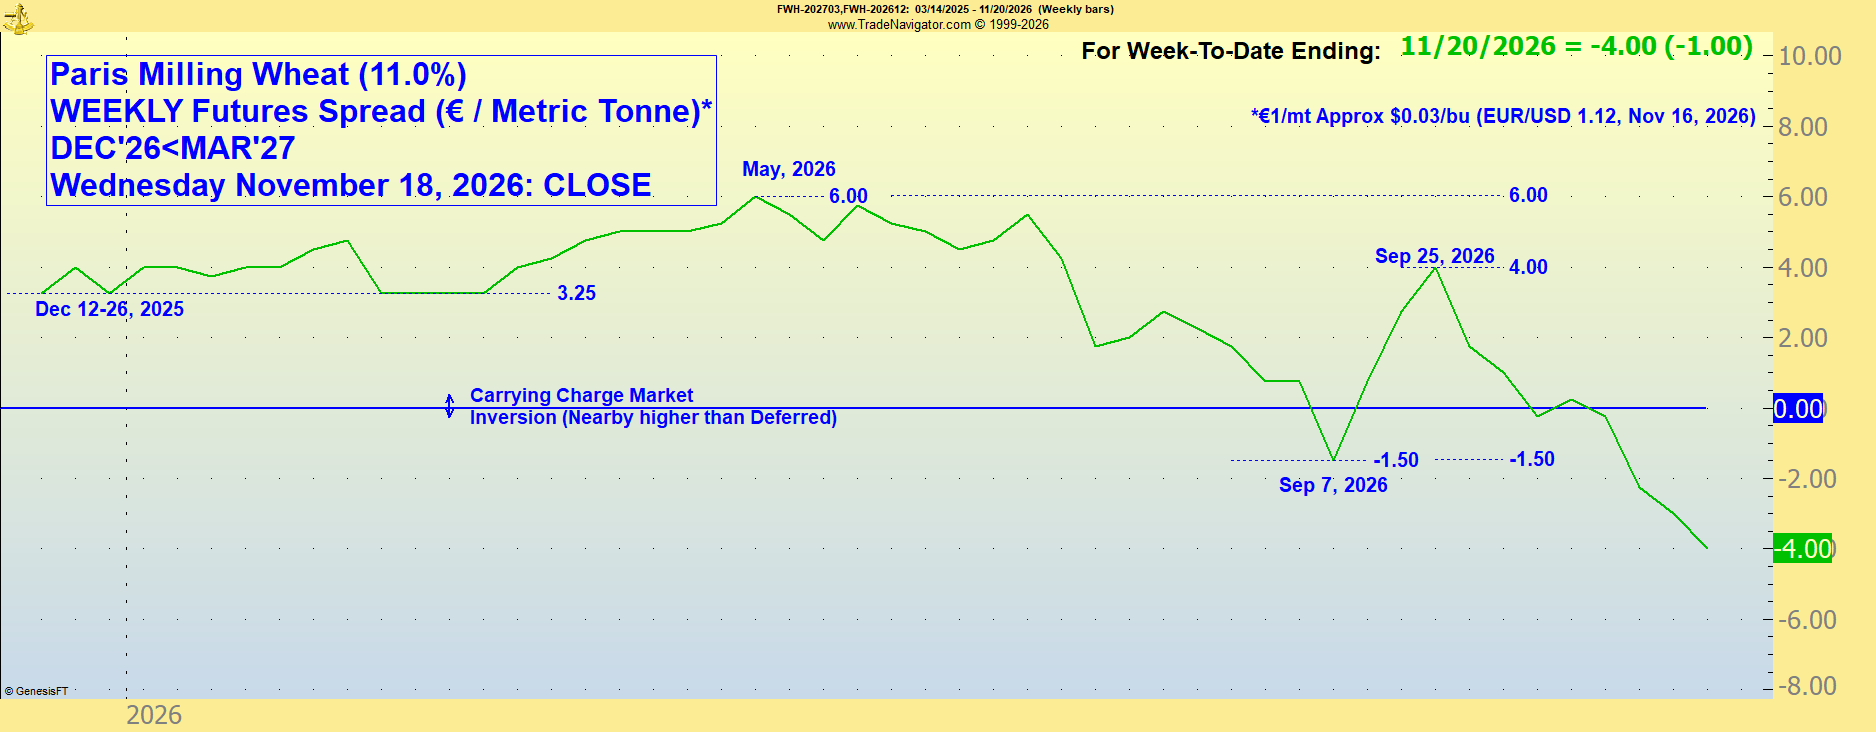 FWH-202703,FWH-202612: 03/14/2025 - 11/20/2026 (Weekly bars)
www.TradeNavigator.com © 1999-2026
For Week-To-Date Ending: 11/20/2026 = -4.00 (-1.00)
Paris Milling Wheat (11.0%)
WEEKLY Futures Spread (€ / Metric Tonne)*
DEC'26<MAR'27
Wednesday November 18, 2026: CLOSE
*€1/mt Approx $0.03/bu (EUR/USD 1.12, Nov 16, 2026)
May, 2026
6.00
6.00
Sep 25, 2026
4.00
3.25
Dec 12-26, 2025
Carrying Charge Market
Inversion (Nearby higher than Deferred)
-1.50
-1.50
Sep 7, 2026
10.00
8.00
6.00
4.00
2.00
0.00
-2.00
-4.00
-6.00
-8.00
© GenesisFT
2026